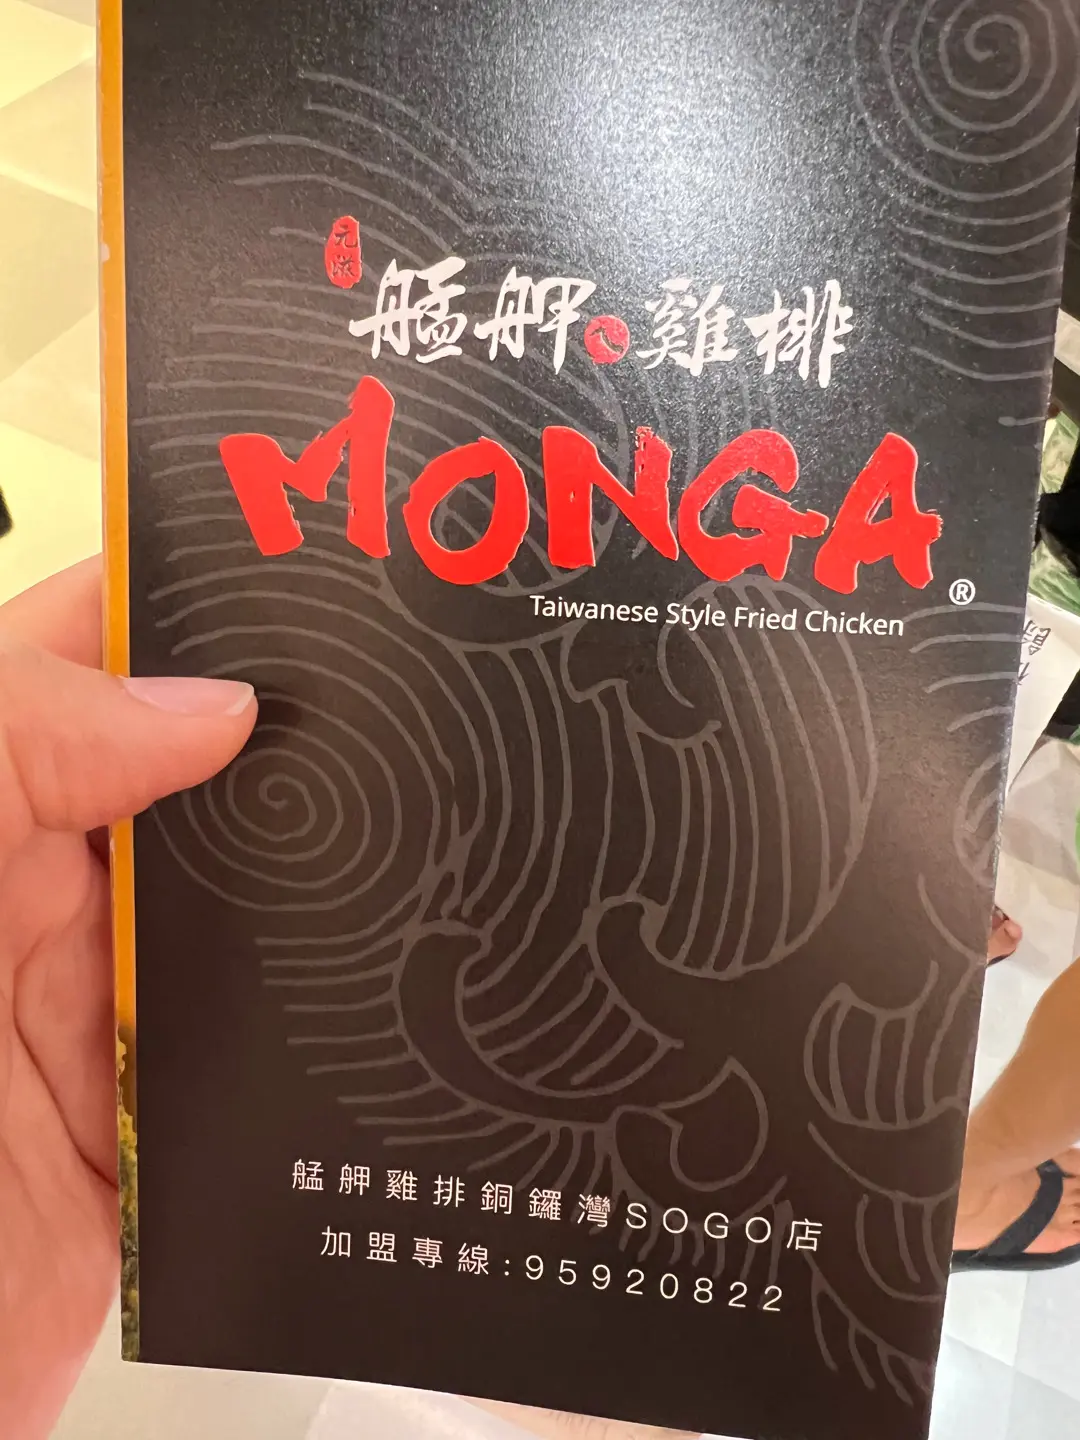 元滋
艋舺雞排
MONGA®
Taiwanese Style Fried Chicken
艋舺雞排銅鑼灣SOGO店
加盟專線:95920822